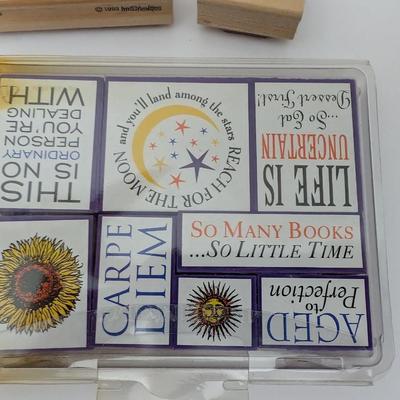 © 1993
THIS
IS NO
ORDINARY
PERSON
YOU'RE
DEALING
WITH
REACH FOR THE MOON
and you'll land among the stars
LIFE IS
UNCERTAIN
...So Eat
Dessert First!
CARPE
DIEM
SO MANY BOOKS
...SO LITTLE TIME
AGED
to
Perfection